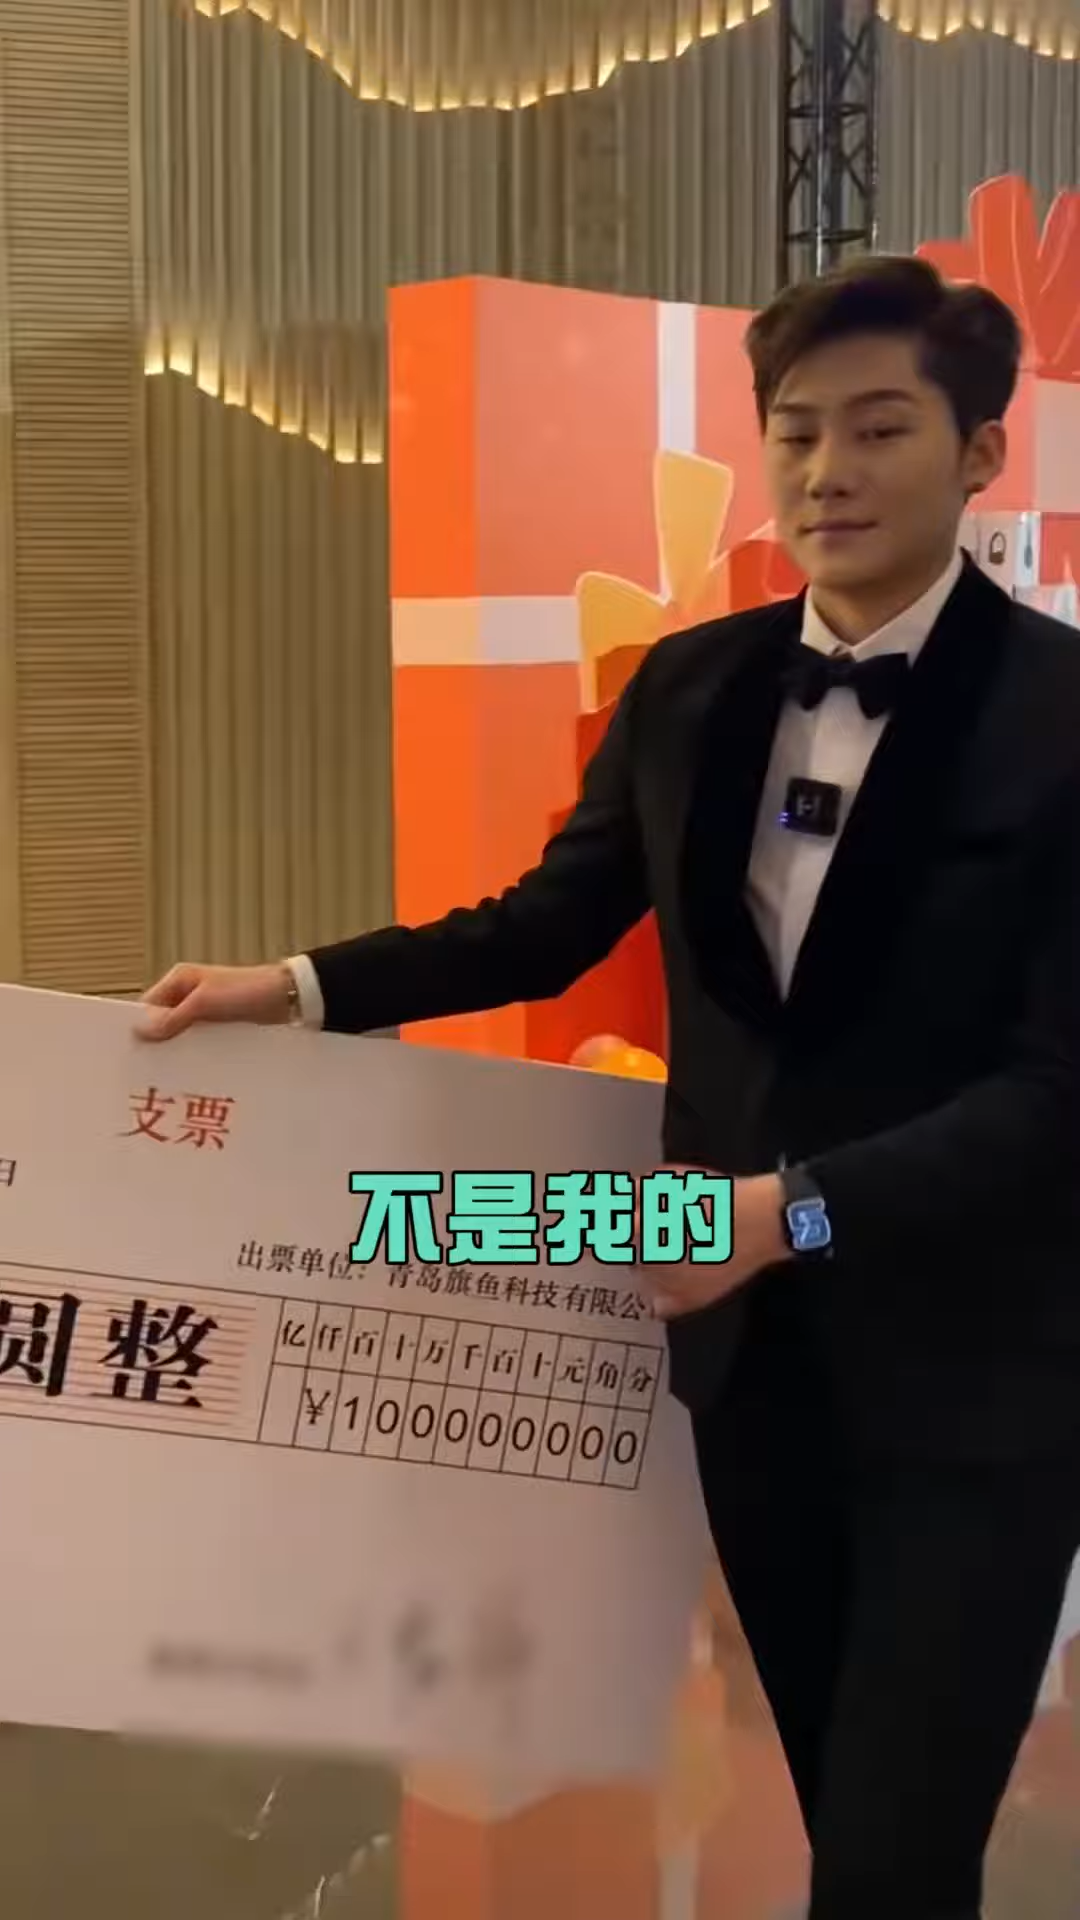 支票
日
不是我的
出票单位：青岛旗鱼科技有限公
圆整
亿仟百十万千百十元角分
¥100000000